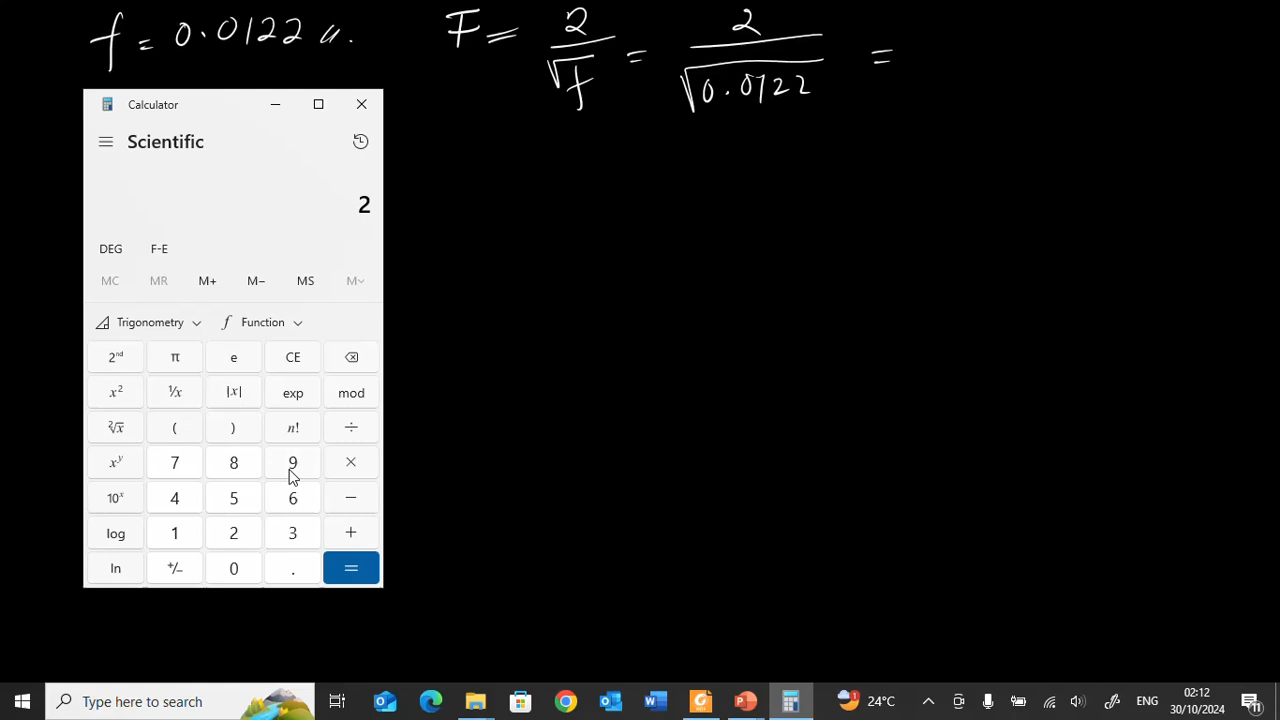 f = 0.0122 u.
F = 2/√f = 2/√0.0122 =
Calculator
Scientific
2
DEG F-E
MC MR M+ M− MS M˅
Trigonometry f Function
2nd π e CE
x² ⅟x |x| exp mod
²√x ( ) n! ÷
xʸ 7 8 9 ×
10ˣ 4 5 6 −
log 1 2 3 +
ln +/− 0 . =
Type here to search
1 24°C ENG 02:12
30/10/2024 11